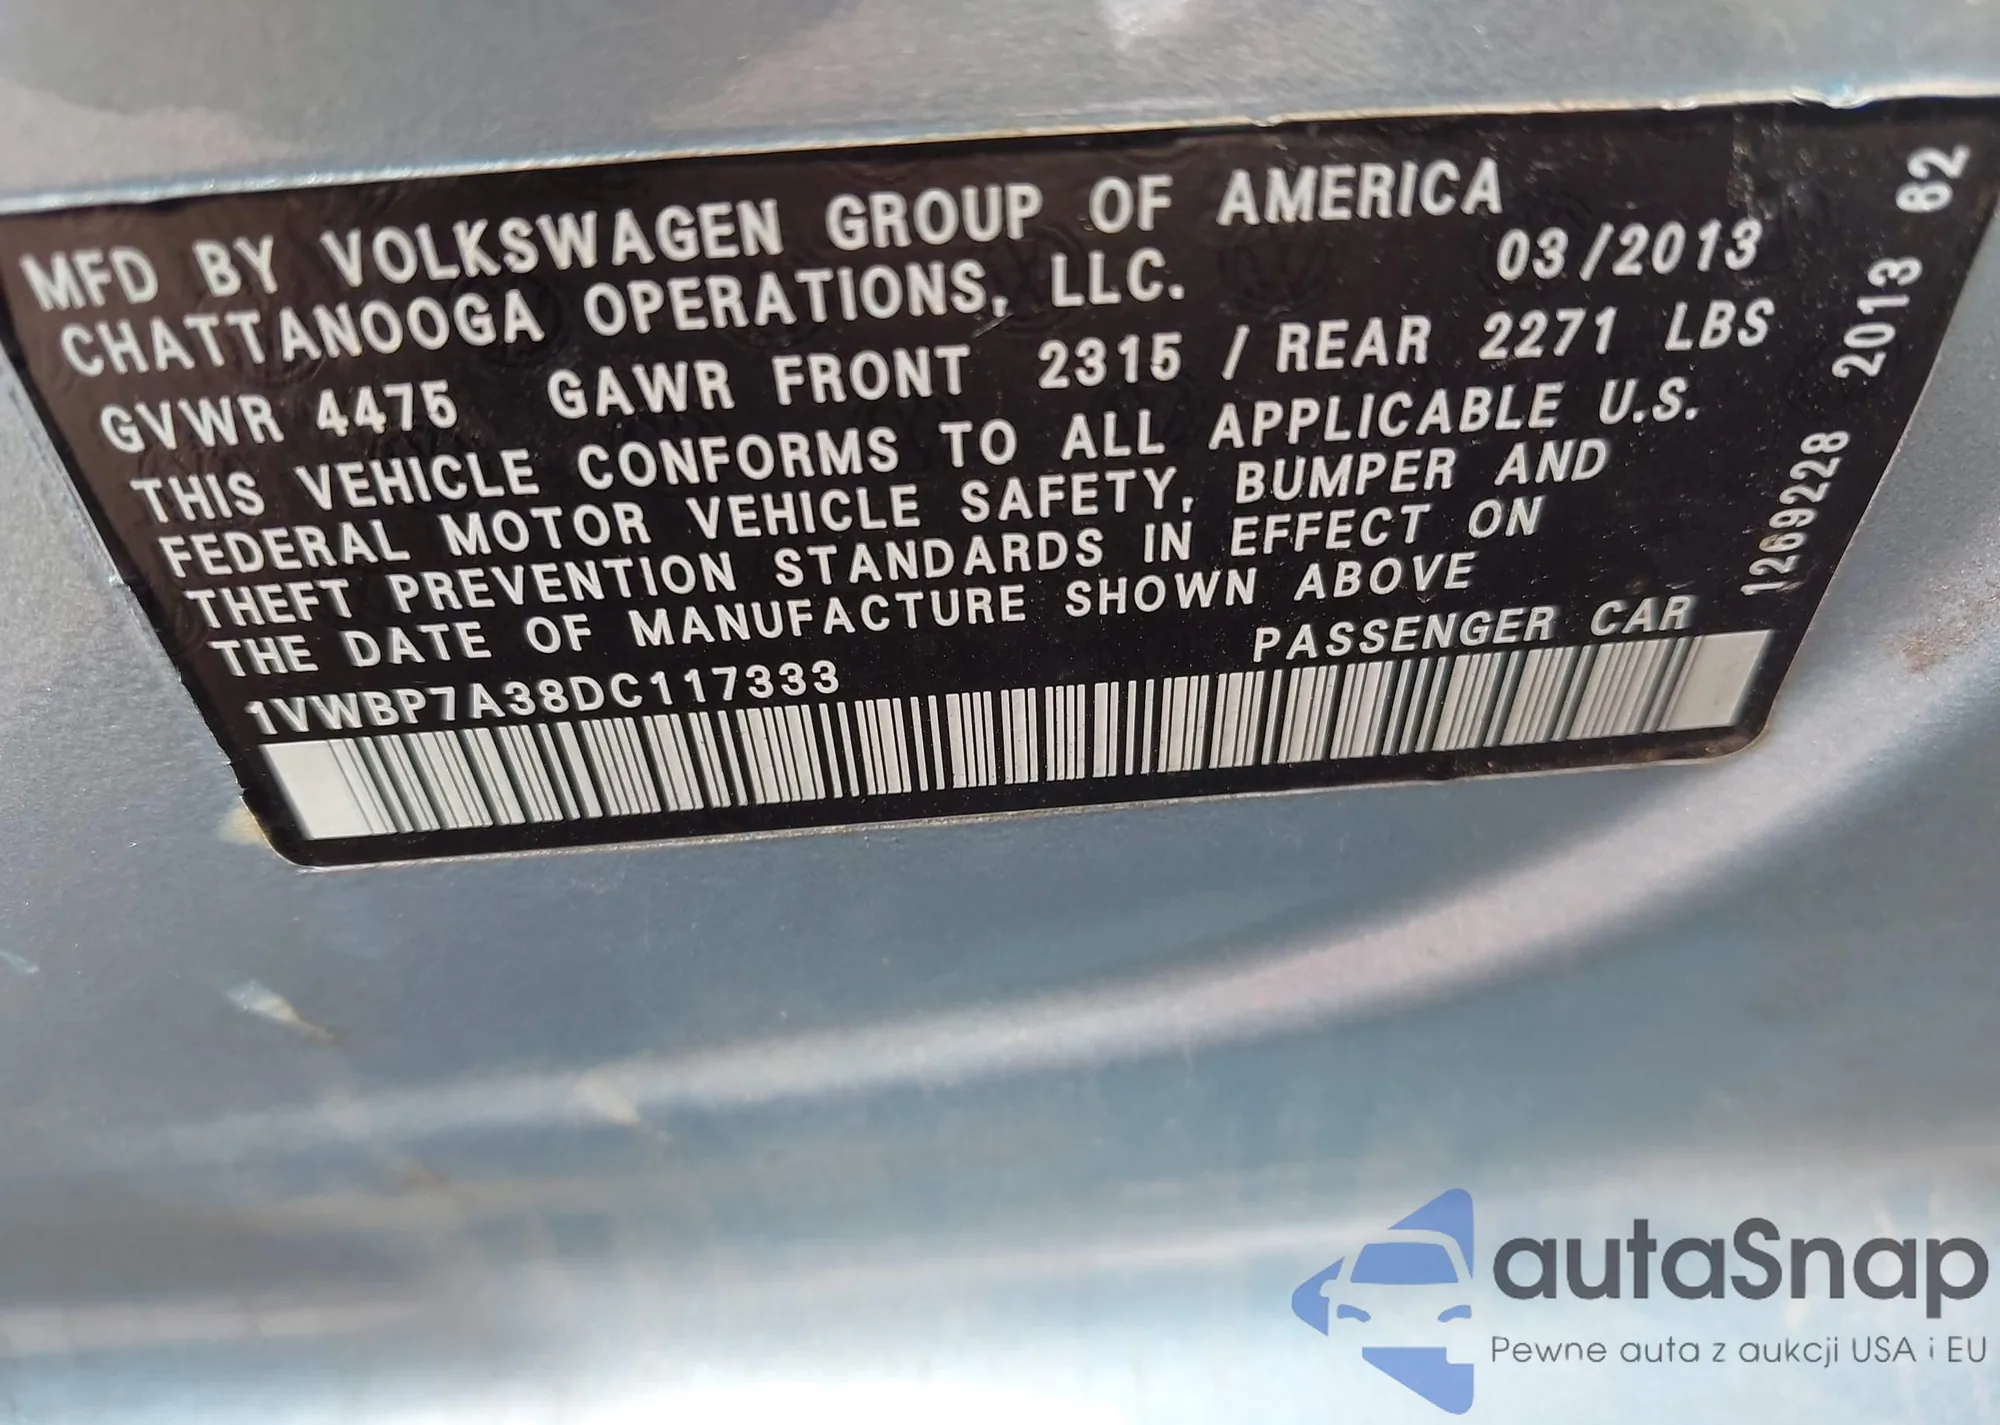 MFD BY VOLKSWAGEN GROUP OF AMERICA
CHATTANOOGA OPERATIONS, LLC. 03/2013
GVWR 4475 GAWR FRONT 2315 / REAR 2271 LBS
THIS VEHICLE CONFORMS TO ALL APPLICABLE U.S.
FEDERAL MOTOR VEHICLE SAFETY, BUMPER AND
THEFT PREVENTION STANDARDS IN EFFECT ON
THE DATE OF MANUFACTURE SHOWN ABOVE
1VWBP7A38DC117333 PASSENGER CAR
1269228 2013 82
autaSnap
Pewne auta z aukcji USA i EU